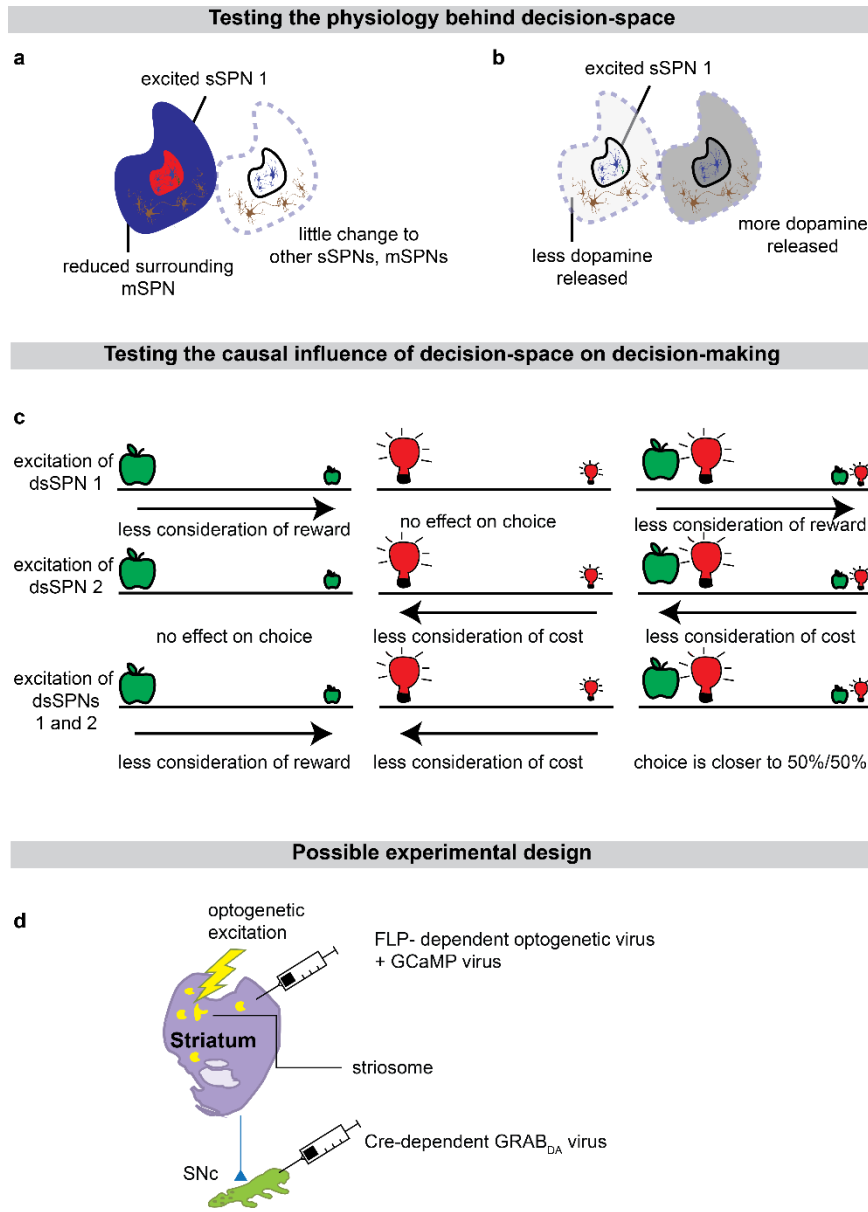 Testing the physiology behind decision-space
a
excited sSPN 1
reduced surrounding
mSPN
little change to
other sSPNs, mSPNs
b
excited sSPN 1
less dopamine
released
more dopamine
released
Testing the causal influence of decision-space on decision-making
c
excitation of
dsSPN 1
less consideration of reward
no effect on choice
less consideration of reward
excitation of
dsSPN 2
no effect on choice
less consideration of cost
less consideration of cost
excitation of
dsSPNs
1 and 2
less consideration of reward
less consideration of cost
choice is closer to 50%/50%
Possible experimental design
d
optogenetic
excitation
FLP- dependent optogenetic virus
+ GCaMP virus
Striatum
striosome
Cre-dependent GRABDA virus
SNc